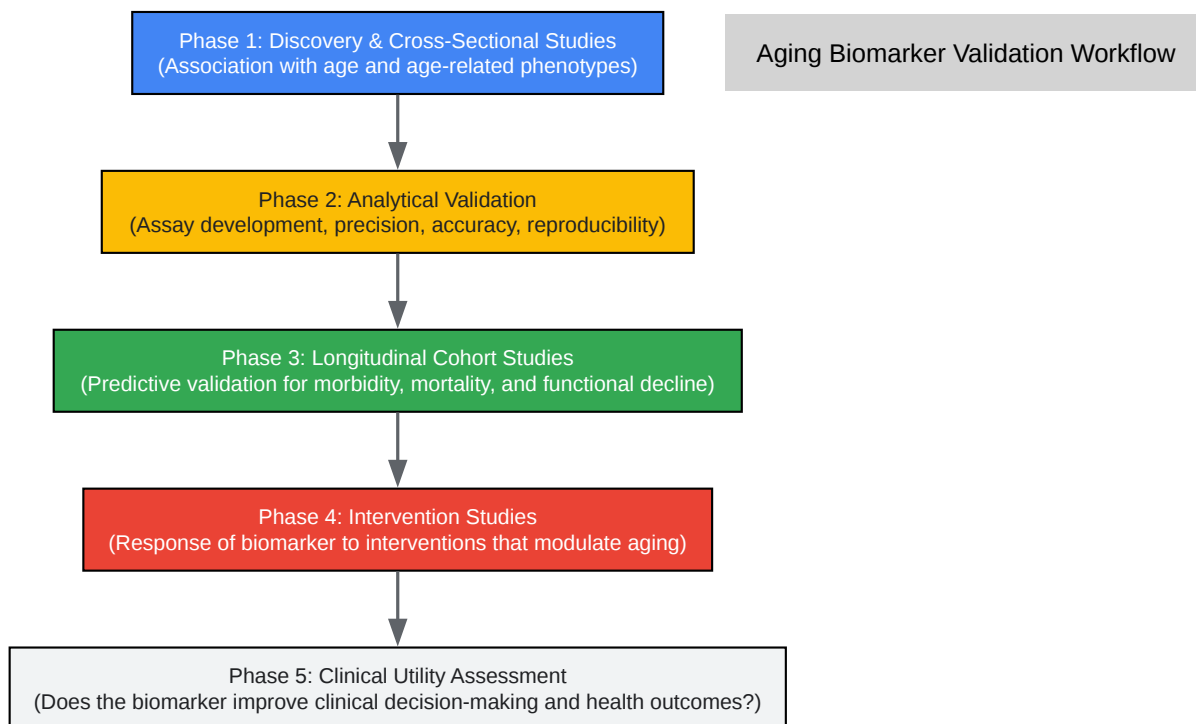 Phase 1: Discovery & Cross-Sectional Studies
(Association with age and age-related phenotypes)
Aging Biomarker Validation Workflow
Phase 2: Analytical Validation
(Assay development, precision, accuracy, reproducibility)
Phase 3: Longitudinal Cohort Studies
(Predictive validation for morbidity, mortality, and functional decline)
Phase 4: Intervention Studies
(Response of biomarker to interventions that modulate aging)
Phase 5: Clinical Utility Assessment
(Does the biomarker improve clinical decision-making and health outcomes?)